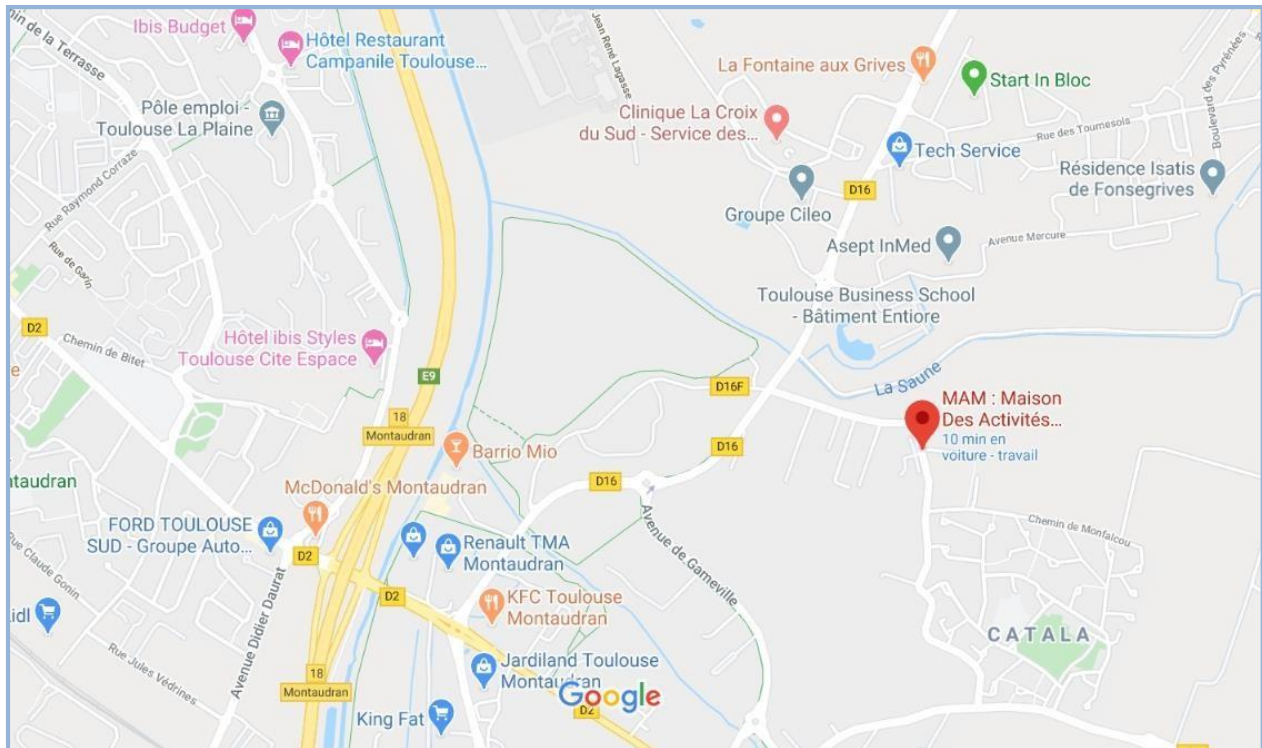 Ibis Budget
Hôtel Restaurant
Campanile Toulouse...
Jean René Lagasse
La Fontaine aux Grives
Start In Bloc
Boulevard des Pyrénées
de la Terrasse
Pôle emploi -
Toulouse La Plaine
Clinique La Croix
du Sud - Service des...
Rue des Tournesols
Tech Service
Résidence Isatis
de Fonsegrives
Rue Raymond Corraze
D16
Groupe Cileo
Rue de Garin
Asept InMed
Avenue Mercure
Toulouse Business School
- Bâtiment Entiore
D2
Chemin de Bitet
Hôtel ibis Styles
Toulouse Cite Espace
E9
D16F
La Saune
MAM : Maison
Des Activités...
10 min en
voiture - travail
18
Montaudran
Barrio Mio
D16
D16
ntaudran
McDonald's Montaudran
FORD TOULOUSE
SUD - Groupe Auto...
Renault TMA
Montaudran
Avenue de Gameville
Chemin de Monfalcou
D2
Rue Claude Gonin
D2
KFC Toulouse
Montaudran
Lidl
Avenue Didier Daurat
CATALA
Rue Jules Védrines
18
Montaudran
Jardiland Toulouse
Montaudran
Google
D2
King Fat